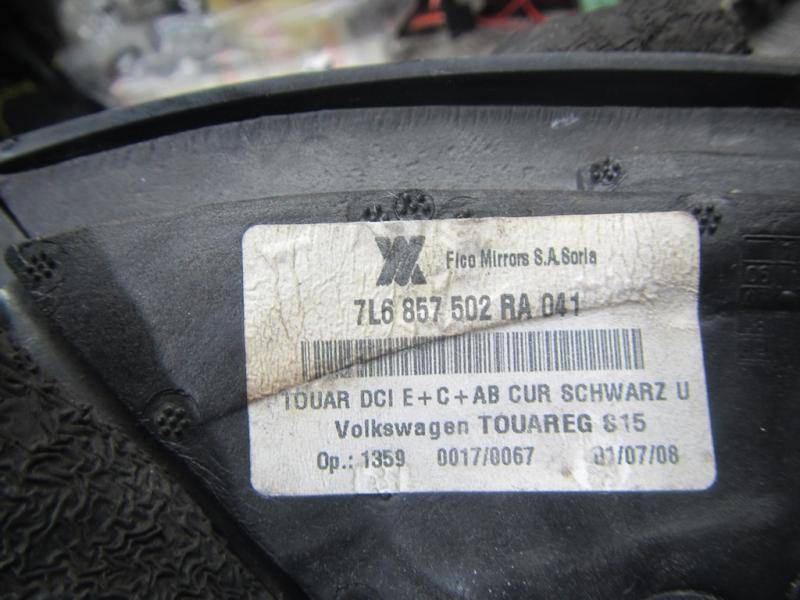 Fico Mirrors S.A.Soria
7L6 857 502 RA 041
TOUAR DCI E+C+AB CUR SCHWARZ U
Volkswagen TOUAREG S15
Op.: 1359 0017/0067 01/07/08